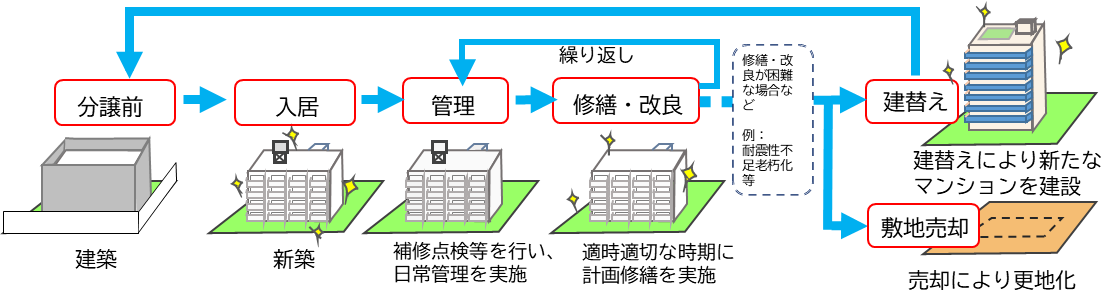 繰り返し
分譲前
入居
管理
修繕・改良
修繕・改
良が困難
な場合な
ど
例：
耐震性不
足老朽化
等
建替え
建替えにより新たな
マンションを建設
敷地売却
売却により更地化
建築
新築
補修点検等を行い、
日常管理を実施
適時適切な時期に
計画修繕を実施